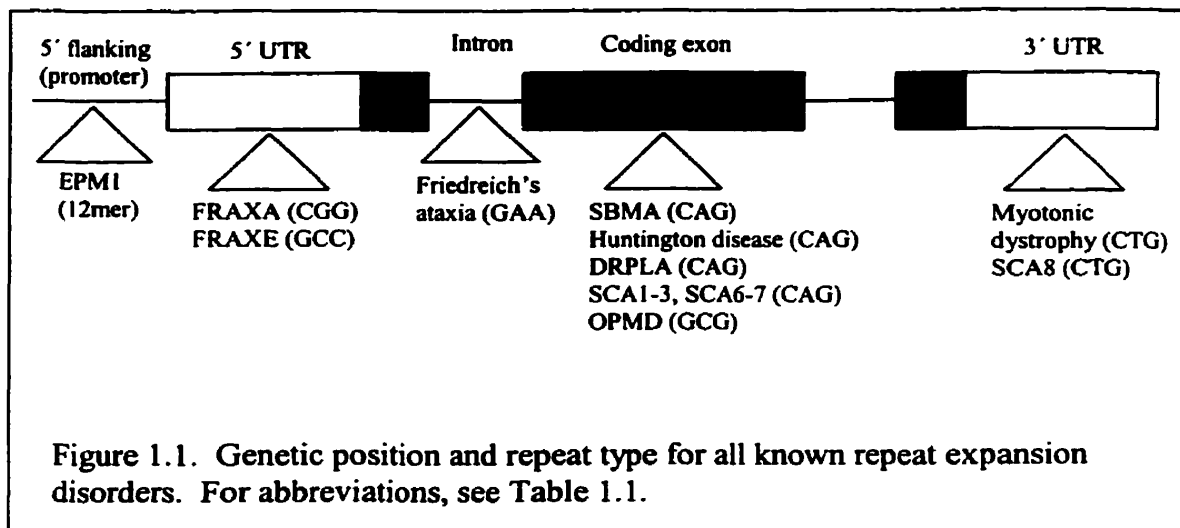 5´ flanking
(promoter)
5´ UTR
Intron
Coding exon
3´ UTR
EPM1
(12mer)
FRAXA (CGG)
FRAXE (GCC)
Friedreich's
ataxia (GAA)
SBMA (CAG)
Huntington disease (CAG)
DRPLA (CAG)
SCA1-3, SCA6-7 (CAG)
OPMD (GCG)
Myotonic
dystrophy (CTG)
SCA8 (CTG)
Figure 1.1. Genetic position and repeat type for all known repeat expansion
disorders. For abbreviations, see Table 1.1.